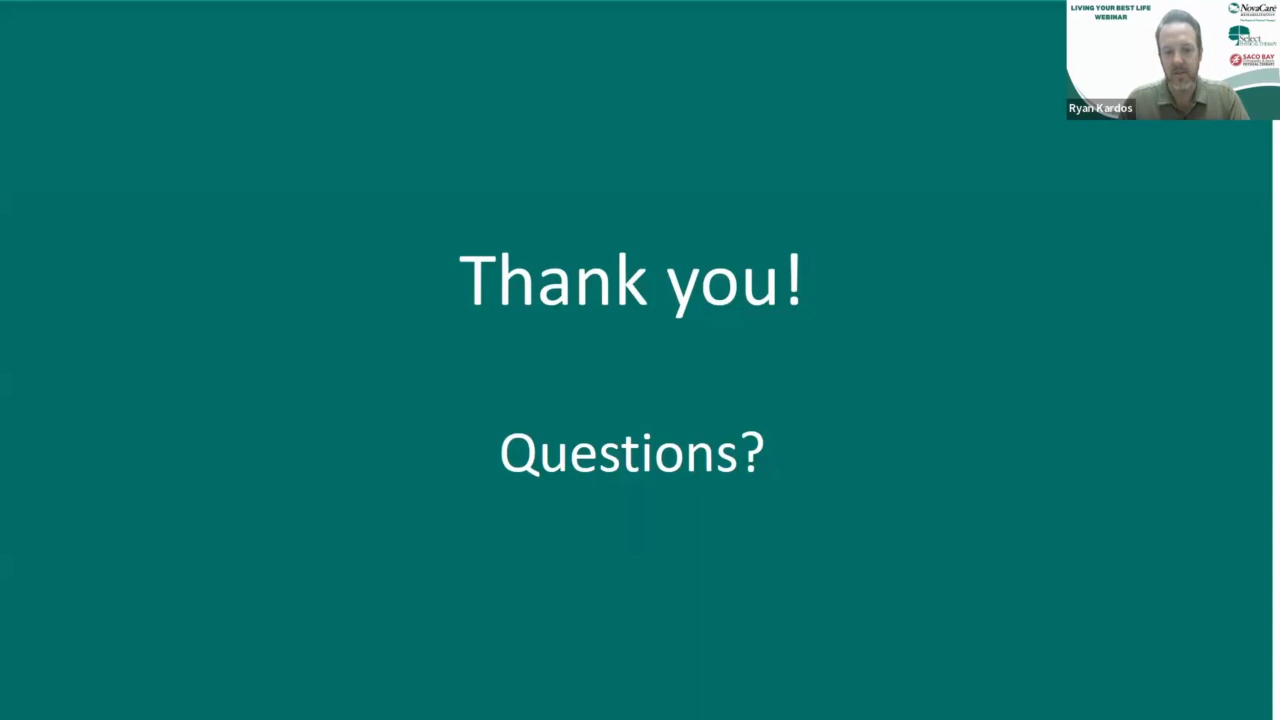 LIVING YOUR BEST LIFE
WEBINAR
NovaCare
REHABILITATION
Select
PHYSICAL THERAPY
SACO BAY
PHYSICAL THERAPY
Ryan Kardos
Thank you!
Questions?